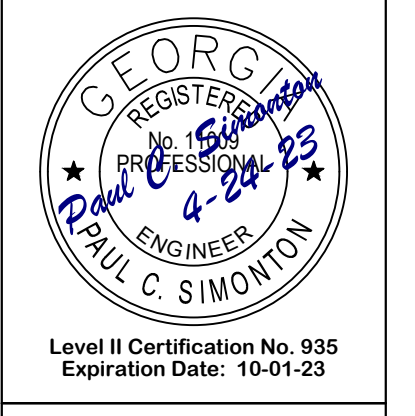 GEORGIA
REGISTERED
No. 11009
PROFESSIONAL
ENGINEER
PAUL C. SIMONTON
Paul C. Simonton
4-24-23
Level II Certification No. 935
Expiration Date: 10-01-23